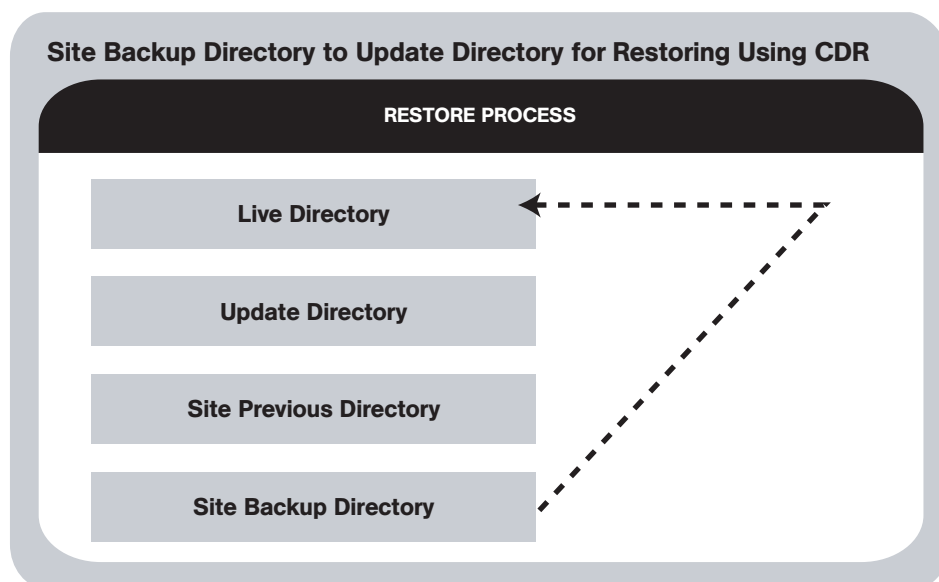 Site Backup Directory to Update Directory for Restoring Using CDR
RESTORE PROCESS
Live Directory
Update Directory
Site Previous Directory
Site Backup Directory